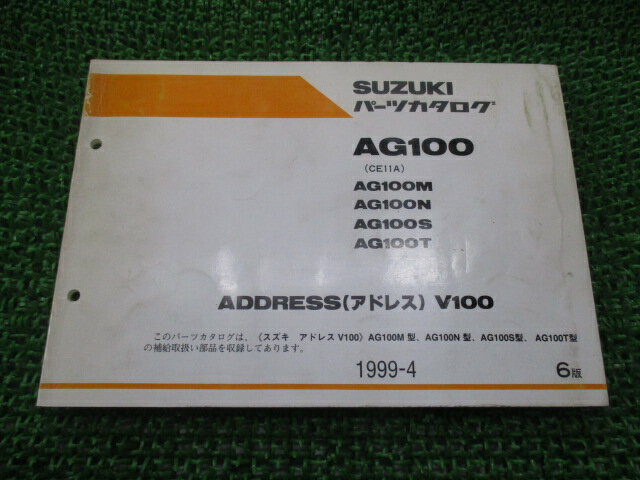 SUZUKI
パーツカタログ
AG100
(CE11A)
AG100M
AG100N
AG100S
AG100T
ADDRESS(アドレス) V100
このパーツカタログは、〈スズキ アドレスV100〉AG100M型、AG100N型、AG100S型、AG100T型
の補給取扱い部品を収録してあります。
1999-4 6版